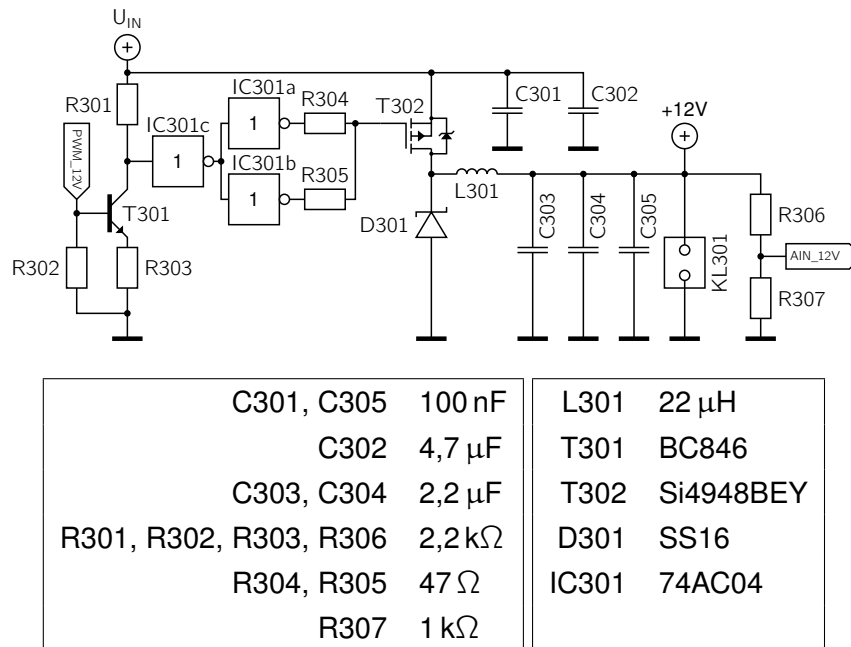 U_IN
R301
PWM_12V
T301
R302
R303
IC301c
1
IC301a
1
IC301b
1
R304
R305
T302
D301
L301
C301
C302
+12V
C303
C304
C305
KL301
R306
AIN_12V
R307
C301, C305 100 nF
C302 4,7 µF
C303, C304 2,2 µF
R301, R302, R303, R306 2,2 kΩ
R304, R305 47 Ω
R307 1 kΩ
L301 22 µH
T301 BC846
T302 Si4948BEY
D301 SS16
IC301 74AC04